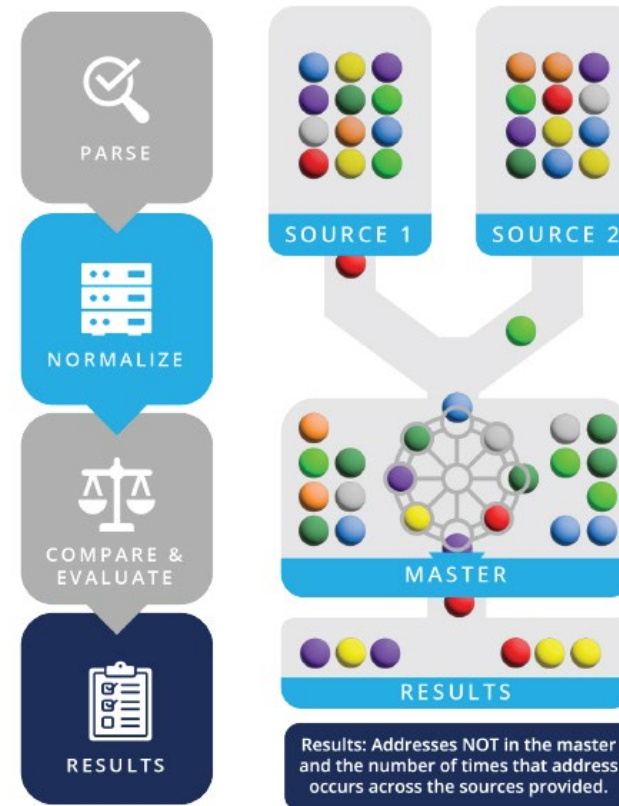 PARSE
NORMALIZE
COMPARE &
EVALUATE
RESULTS
SOURCE 1
SOURCE 2
MASTER
RESULTS
Results: Addresses NOT in the master
and the number of times that address
occurs across the sources provided.